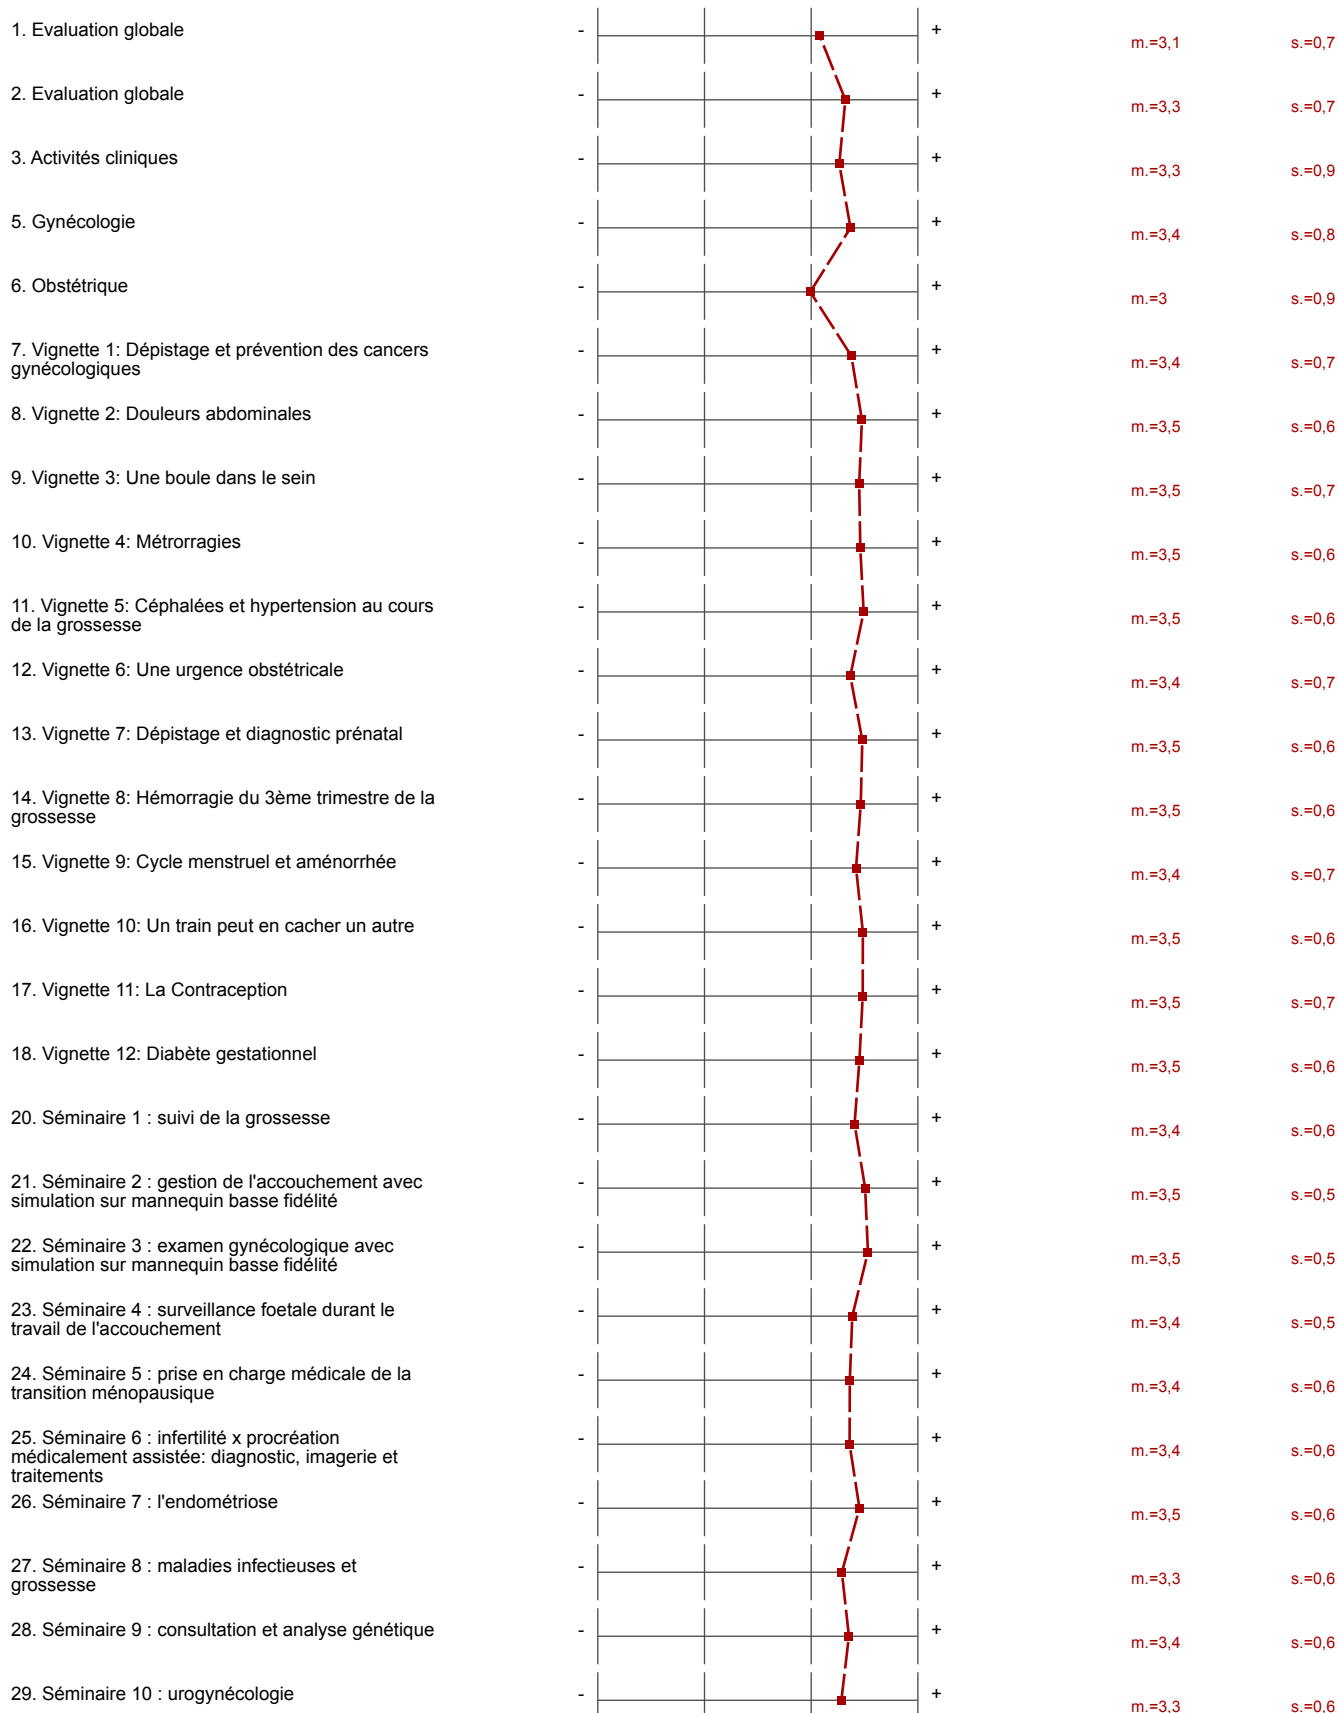 1. Evaluation globale - + m.=3,1 s.=0,7
2. Evaluation globale - + m.=3,3 s.=0,7
3. Activités cliniques - + m.=3,3 s.=0,9
5. Gynécologie - + m.=3,4 s.=0,8
6. Obstétrique - + m.=3 s.=0,9
7. Vignette 1: Dépistage et prévention des cancers
gynécologiques - + m.=3,4 s.=0,7
8. Vignette 2: Douleurs abdominales - + m.=3,5 s.=0,6
9. Vignette 3: Une boule dans le sein - + m.=3,5 s.=0,7
10. Vignette 4: Métrorragies - + m.=3,5 s.=0,6
11. Vignette 5: Céphalées et hypertension au cours
de la grossesse - + m.=3,5 s.=0,6
12. Vignette 6: Une urgence obstétricale - + m.=3,4 s.=0,7
13. Vignette 7: Dépistage et diagnostic prénatal - + m.=3,5 s.=0,6
14. Vignette 8: Hémorragie du 3ème trimestre de la
grossesse - + m.=3,5 s.=0,6
15. Vignette 9: Cycle menstruel et aménorrhée - + m.=3,4 s.=0,7
16. Vignette 10: Un train peut en cacher un autre - + m.=3,5 s.=0,6
17. Vignette 11: La Contraception - + m.=3,5 s.=0,7
18. Vignette 12: Diabète gestationnel - + m.=3,5 s.=0,6
20. Séminaire 1 : suivi de la grossesse - + m.=3,4 s.=0,6
21. Séminaire 2 : gestion de l'accouchement avec
simulation sur mannequin basse fidélité - + m.=3,5 s.=0,5
22. Séminaire 3 : examen gynécologique avec
simulation sur mannequin basse fidélité - + m.=3,5 s.=0,5
23. Séminaire 4 : surveillance foetale durant le
travail de l'accouchement - + m.=3,4 s.=0,5
24. Séminaire 5 : prise en charge médicale de la
transition ménopausique - + m.=3,4 s.=0,6
25. Séminaire 6 : infertilité x procréation
médicalement assistée: diagnostic, imagerie et
traitements - + m.=3,4 s.=0,6
26. Séminaire 7 : l'endométriose - + m.=3,5 s.=0,6
27. Séminaire 8 : maladies infectieuses et
grossesse - + m.=3,3 s.=0,6
28. Séminaire 9 : consultation et analyse génétique - + m.=3,4 s.=0,6
29. Séminaire 10 : urogynécologie - + m.=3,3 s.=0,6